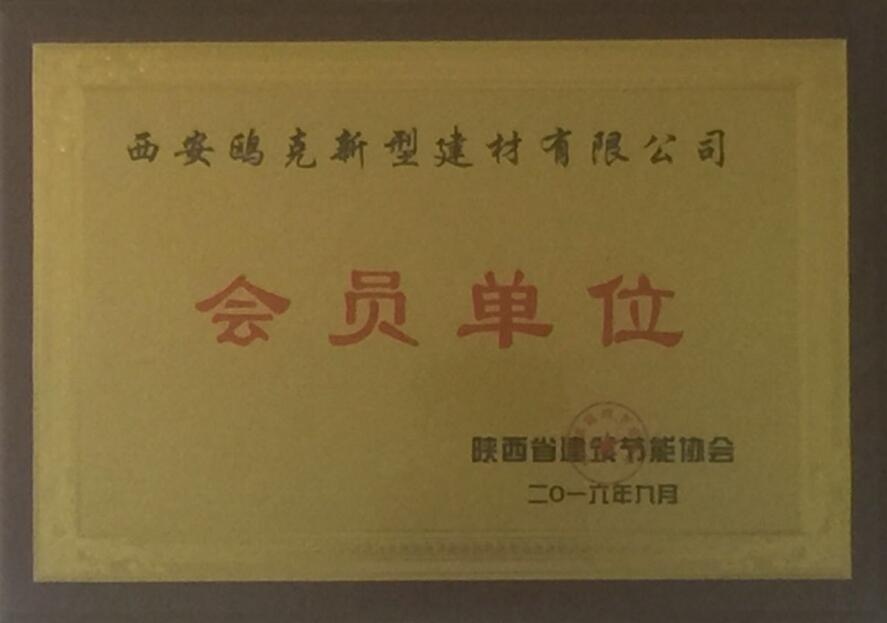 西安鸥克新型建材有限公司
会员单位
陕西省建筑节能协会
二〇一六年九月